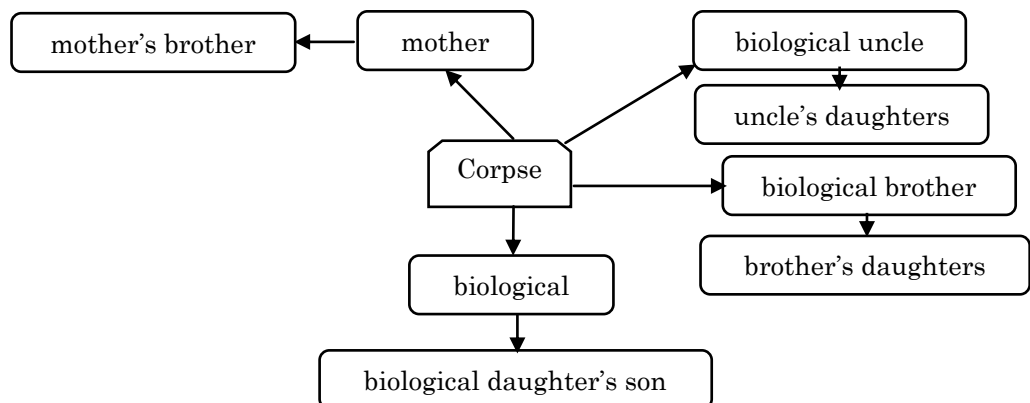 mother's brother
mother
biological uncle
uncle's daughters
Corpse
biological brother
brother's daughters
biological
biological daughter's son